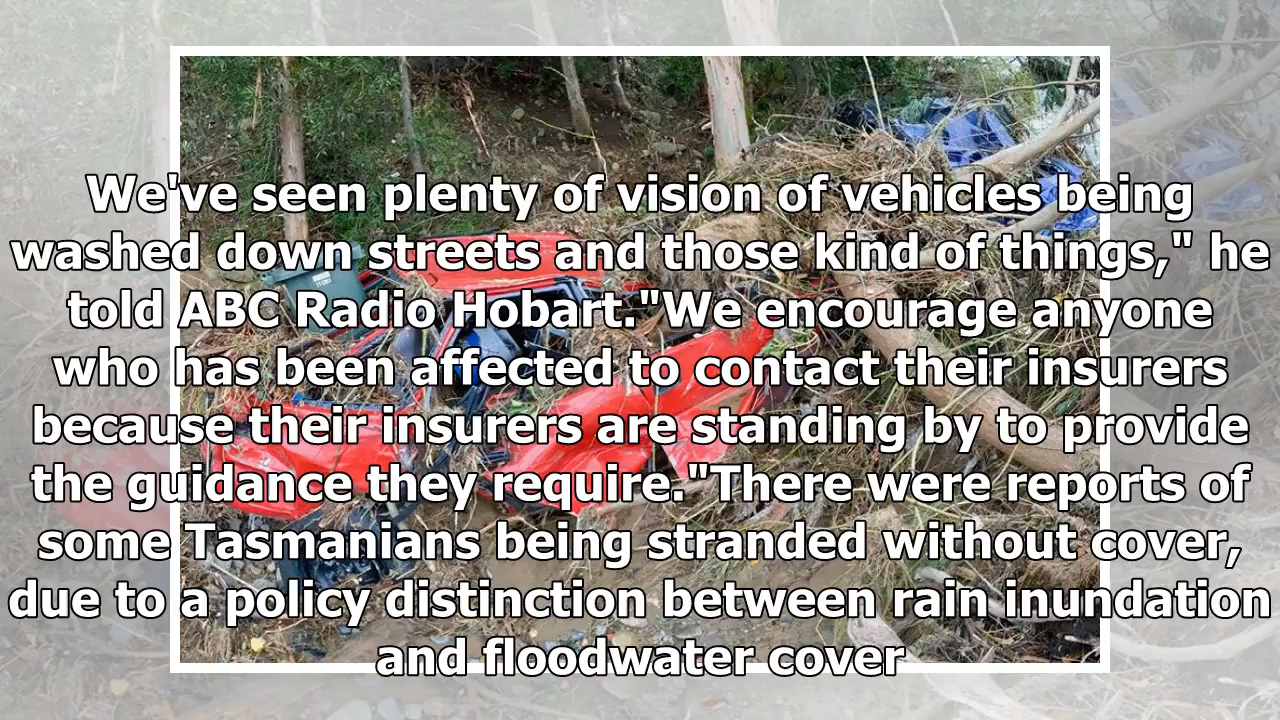 We've seen plenty of vision of vehicles being
washed down streets and those kind of things," he
told ABC Radio Hobart."We encourage anyone
who has been affected to contact their insurers
because their insurers are standing by to provide
the guidance they require."There were reports of
some Tasmanians being stranded without cover,
due to a policy distinction between rain inundation
and floodwater cover